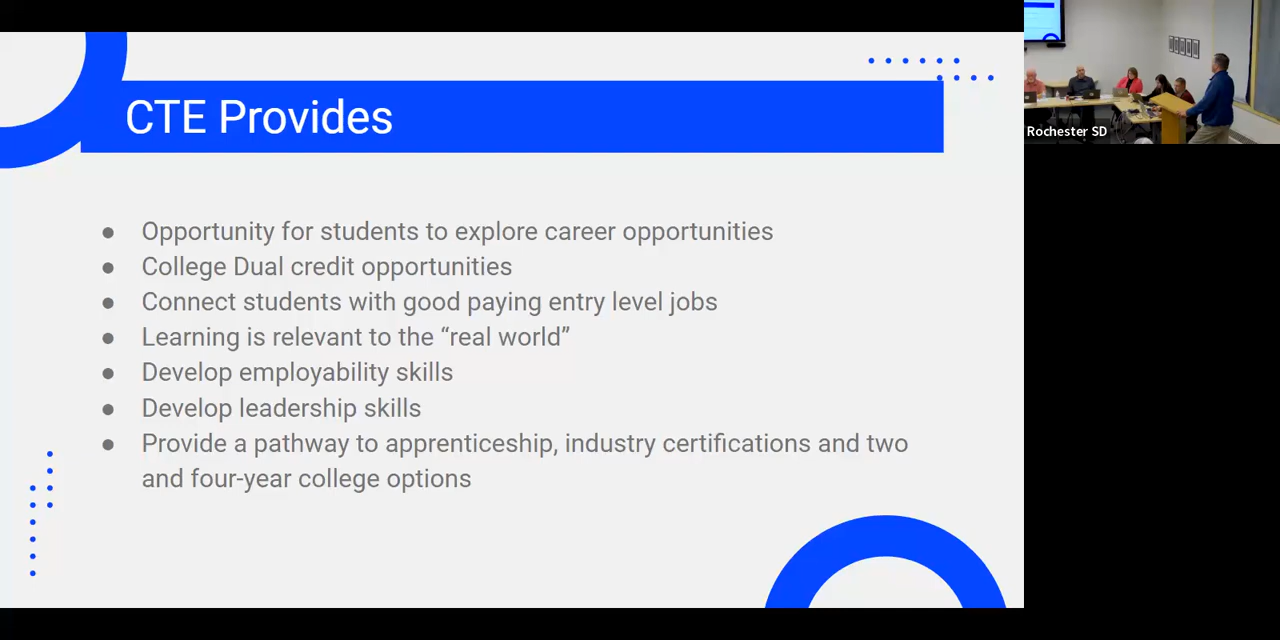 CTE Provides
● Opportunity for students to explore career opportunities
● College Dual credit opportunities
● Connect students with good paying entry level jobs
● Learning is relevant to the “real world”
● Develop employability skills
● Develop leadership skills
● Provide a pathway to apprenticeship, industry certifications and two
and four-year college options
Rochester SD